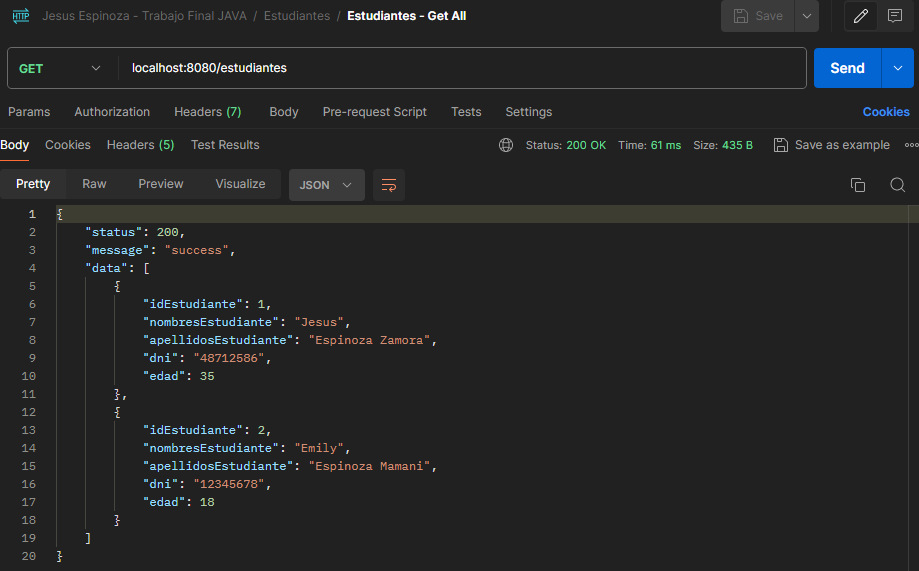 HTTP Jesus Espinoza - Trabajo Final JAVA / Estudiantes / Estudiantes - Get All Save
GET localhost:8080/estudiantes Send
Params Authorization Headers (7) Body Pre-request Script Tests Settings Cookies
Body Cookies Headers (5) Test Results Status: 200 OK Time: 61 ms Size: 435 B Save as example
Pretty Raw Preview Visualize JSON
1 {
2 "status": 200,
3 "message": "success",
4 "data": [
5 {
6 "idEstudiante": 1,
7 "nombresEstudiante": "Jesus",
8 "apellidosEstudiante": "Espinoza Zamora",
9 "dni": "48712586",
10 "edad": 35
11 },
12 {
13 "idEstudiante": 2,
14 "nombresEstudiante": "Emily",
15 "apellidosEstudiante": "Espinoza Mamani",
16 "dni": "12345678",
17 "edad": 18
18 }
19 ]
20 }